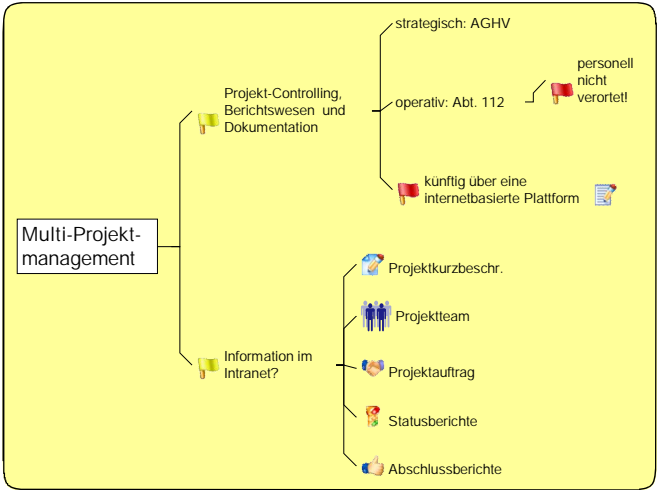 Multi-Projekt-
management
Projekt-Controlling,
Berichtswesen und
Dokumentation
strategisch: AGHV
operativ: Abt. 112
personell
nicht
verortet!
künftig über eine
internetbasierte Plattform
Information im
Intranet?
Projektkurzbeschr.
Projektteam
Projektauftrag
Statusberichte
Abschlussberichte